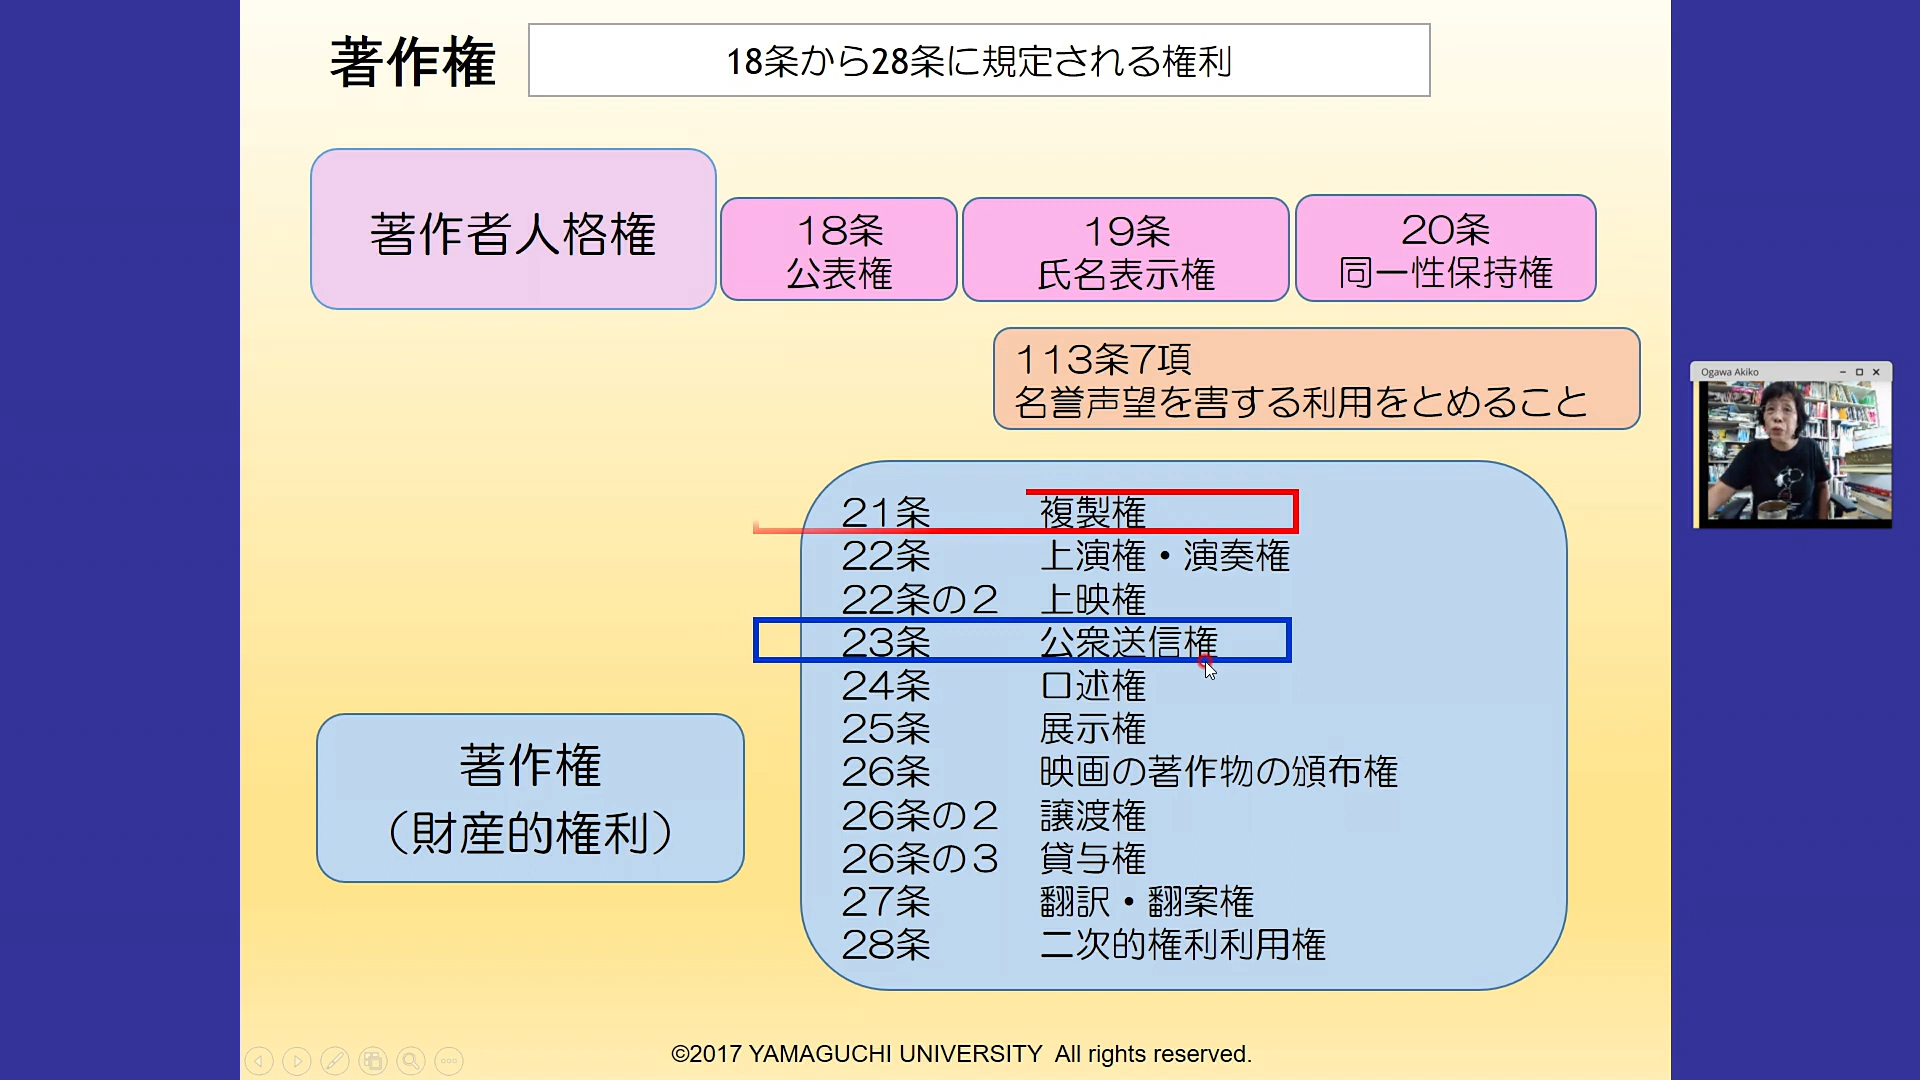 著作権
18条から28条に規定される権利
著作者人格権
18条
公表権
19条
氏名表示権
20条
同一性保持権
113条7項
名誉声望を害する利用をとめること
Ogawa Akiko
21条 複製権
22条 上演権・演奏権
22条の2 上映権
23条 公衆送信権
24条 口述権
25条 展示権
26条 映画の著作物の頒布権
26条の2 譲渡権
26条の3 貸与権
27条 翻訳・翻案権
28条 二次的権利利用権
著作権
（財産的権利）
©2017 YAMAGUCHI UNIVERSITY All rights reserved.